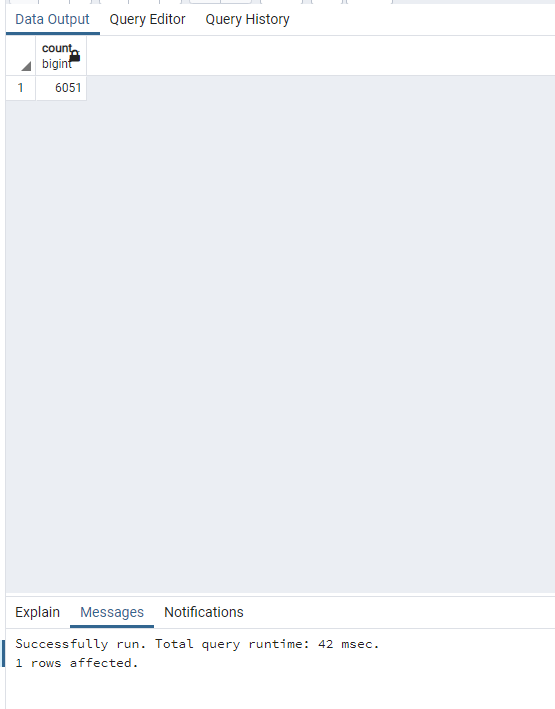 Data Output Query Editor Query History
count
bigint
1 6051
Explain Messages Notifications
Successfully run. Total query runtime: 42 msec.
1 rows affected.